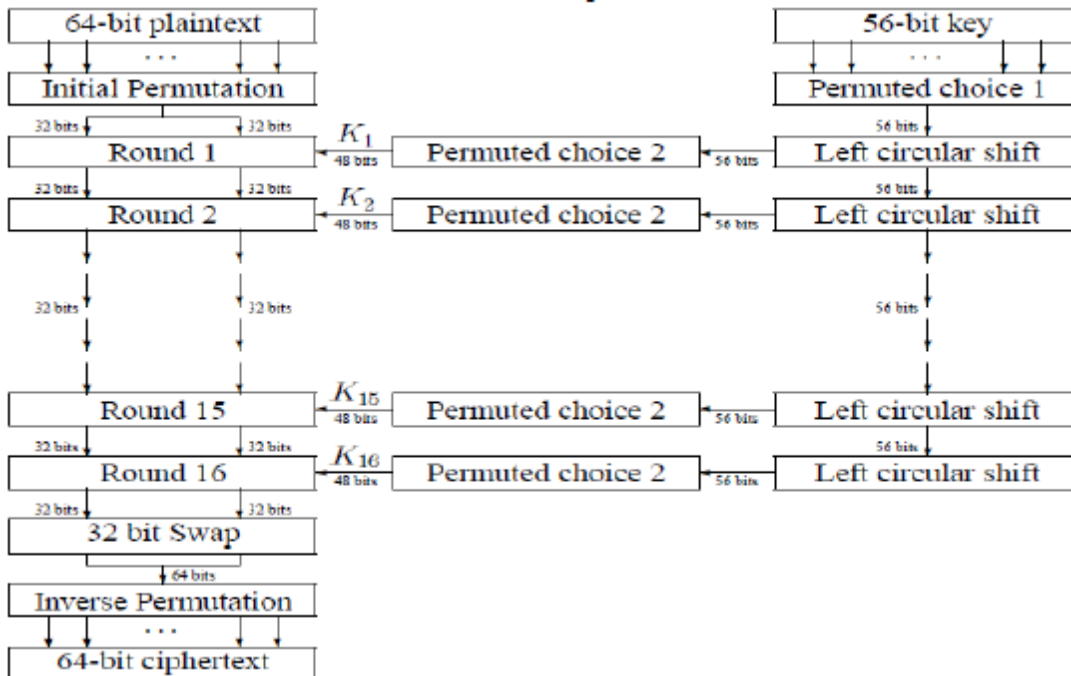 64-bit plaintext
56-bit key
...
...
Initial Permutation
Permuted choice 1
32 bits
32 bits
56 bits
Round 1
K1
48 bits
Permuted choice 2
56 bits
Left circular shift
32 bits
32 bits
56 bits
Round 2
K2
48 bits
Permuted choice 2
56 bits
Left circular shift
32 bits
32 bits
56 bits
Round 15
K15
48 bits
Permuted choice 2
56 bits
Left circular shift
32 bits
32 bits
56 bits
Round 16
K16
48 bits
Permuted choice 2
56 bits
Left circular shift
32 bits
32 bits
32 bit Swap
64 bits
Inverse Permutation
...
64-bit ciphertext